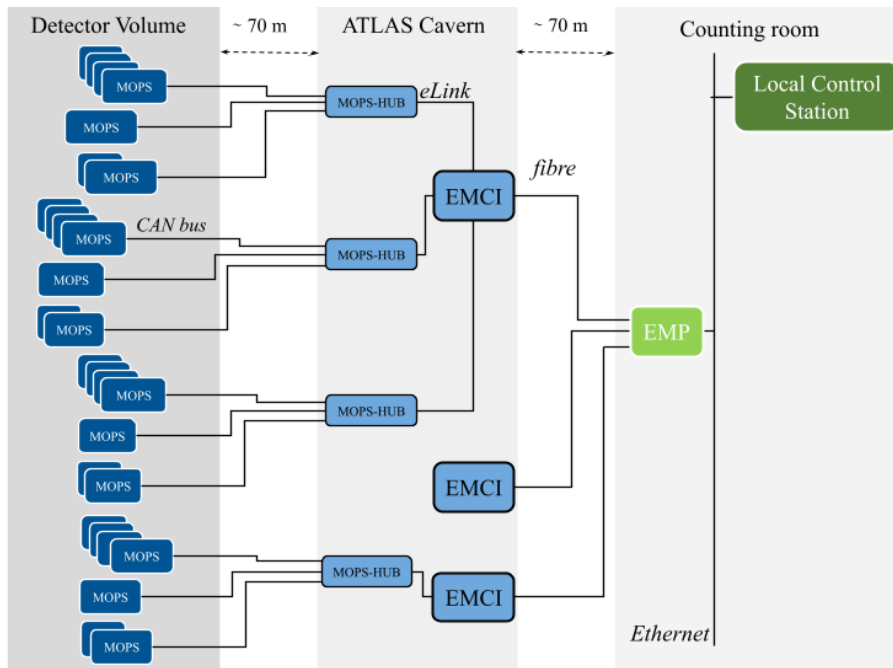 Detector Volume
~ 70 m
ATLAS Cavern
~ 70 m
Counting room
MOPS
MOPS
MOPS
MOPS-HUB
eLink
Local Control
Station
EMCI
fibre
MOPS
CAN bus
MOPS
MOPS
MOPS-HUB
EMP
MOPS
MOPS
MOPS
MOPS-HUB
EMCI
MOPS
MOPS
MOPS
MOPS-HUB
EMCI
Ethernet